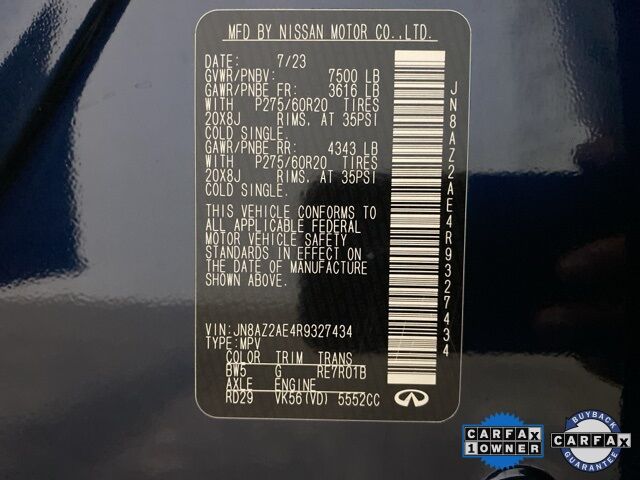 MFD BY NISSAN MOTOR CO.,LTD.
DATE: 7/23
GVWR/PNBV: 7500 LB
GAWR/PNBE FR: 3616 LB
WITH P275/60R20 TIRES
20X8J RIMS, AT 35PSI
COLD SINGLE.
GAWR/PNBE RR: 4343 LB
WITH P275/60R20 TIRES
20X8J RIMS, AT 35PSI
COLD SINGLE.
THIS VEHICLE CONFORMS TO
ALL APPLICABLE FEDERAL
MOTOR VEHICLE SAFETY
STANDARDS IN EFFECT ON
THE DATE OF MANUFACTURE
SHOWN ABOVE.
VIN:JN8AZ2AE4R9327434
TYPE:MPV
COLOR TRIM TRANS
BW5 G RE7R01B
AXLE ENGINE
RD29 VK56(VD) 5552CC
JN8AZ2AE4R9327434
CARFAX
1 OWNER
BUYBACK
CARFAX
GUARANTEE